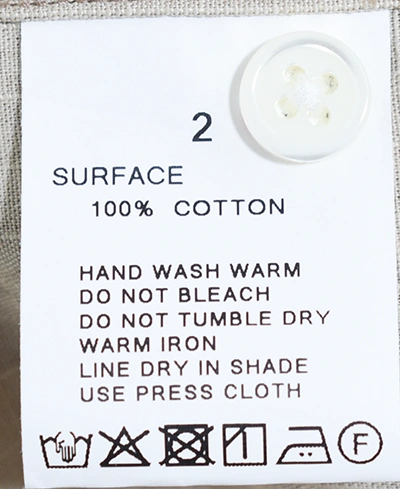 2
SURFACE
100% COTTON
HAND WASH WARM
DO NOT BLEACH
DO NOT TUMBLE DRY
WARM IRON
LINE DRY IN SHADE
USE PRESS CLOTH
F